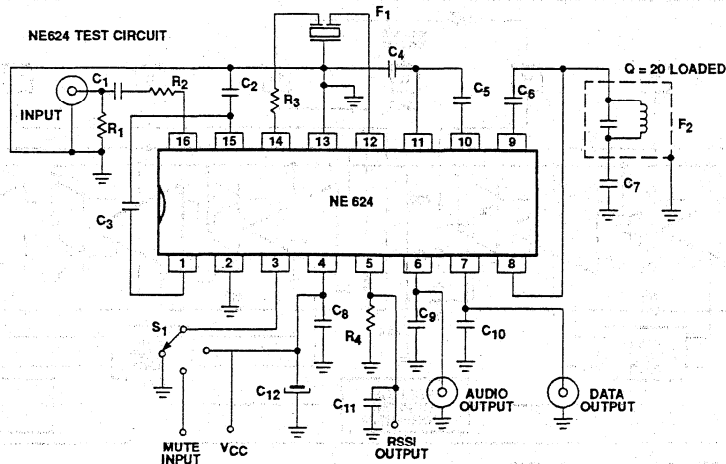 NE624 TEST CIRCUIT
F1
C4
C1
R2
C2
R3
C5
C6
Q = 20 LOADED
F2
INPUT
R1
16
15
14
13
12
11
10
9
C7
C3
NE 624
1
2
3
4
5
6
7
8
S1
C8
R4
C9
C10
C12
C11
AUDIO
OUTPUT
DATA
OUTPUT
MUTE
INPUT
VCC
RSSI
OUTPUT